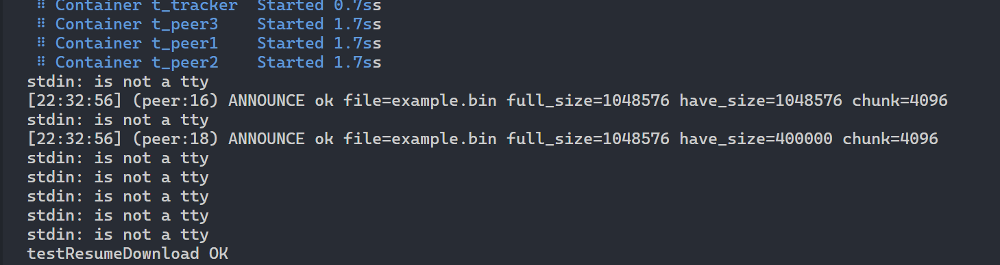 ⠿ Container t_tracker  Started 0.7ss
⠿ Container t_peer3    Started 1.7ss
⠿ Container t_peer1    Started 1.7ss
⠿ Container t_peer2    Started 1.7ss
stdin: is not a tty
[22:32:56] (peer:16) ANNOUNCE ok file=example.bin full_size=1048576 have_size=1048576 chunk=4096
stdin: is not a tty
[22:32:56] (peer:18) ANNOUNCE ok file=example.bin full_size=1048576 have_size=400000 chunk=4096
stdin: is not a tty
stdin: is not a tty
stdin: is not a tty
stdin: is not a tty
stdin: is not a tty
testResumeDownload OK